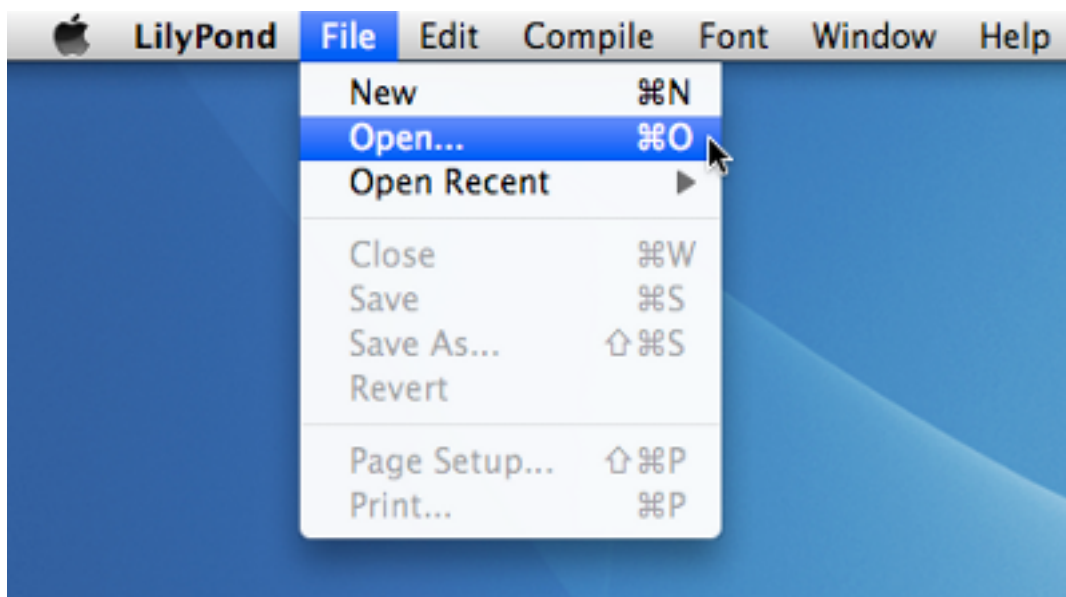 LilyPond File Edit Compile Font Window Help
New ⌘N
Open... ⌘O
Open Recent ▶
Close ⌘W
Save ⌘S
Save As... ⇧⌘S
Revert
Page Setup... ⇧⌘P
Print... ⌘P